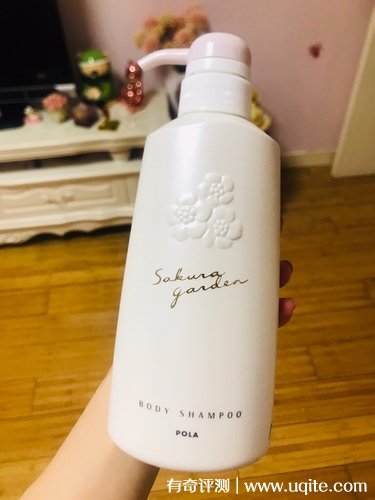 Sakura
garden
BODY SHAMPOO
POLA
有奇评测 | www.uqite.com